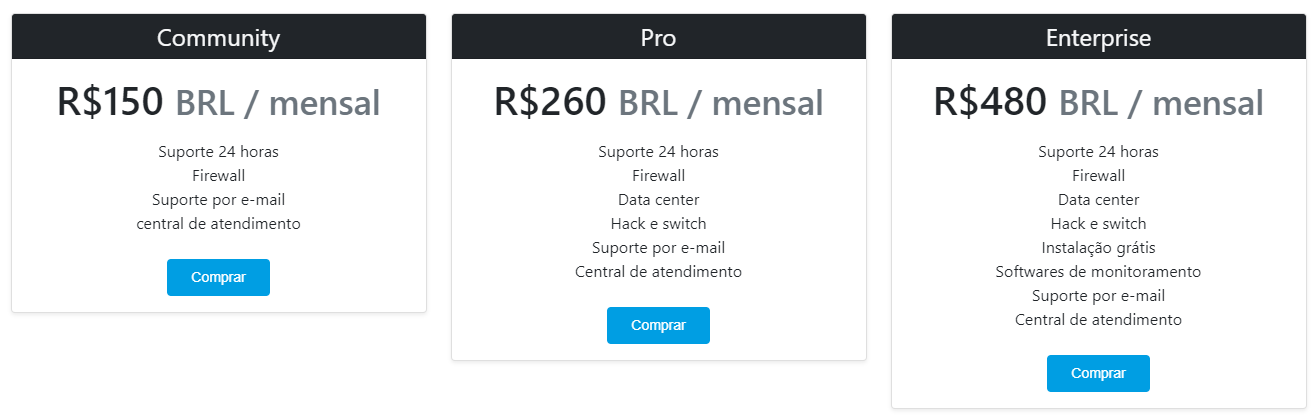 Community
R$150 BRL / mensal
Suporte 24 horas
Firewall
Suporte por e-mail
central de atendimento
Comprar
Pro
R$260 BRL / mensal
Suporte 24 horas
Firewall
Data center
Hack e switch
Suporte por e-mail
Central de atendimento
Comprar
Enterprise
R$480 BRL / mensal
Suporte 24 horas
Firewall
Data center
Hack e switch
Instalação grátis
Softwares de monitoramento
Suporte por e-mail
Central de atendimento
Comprar